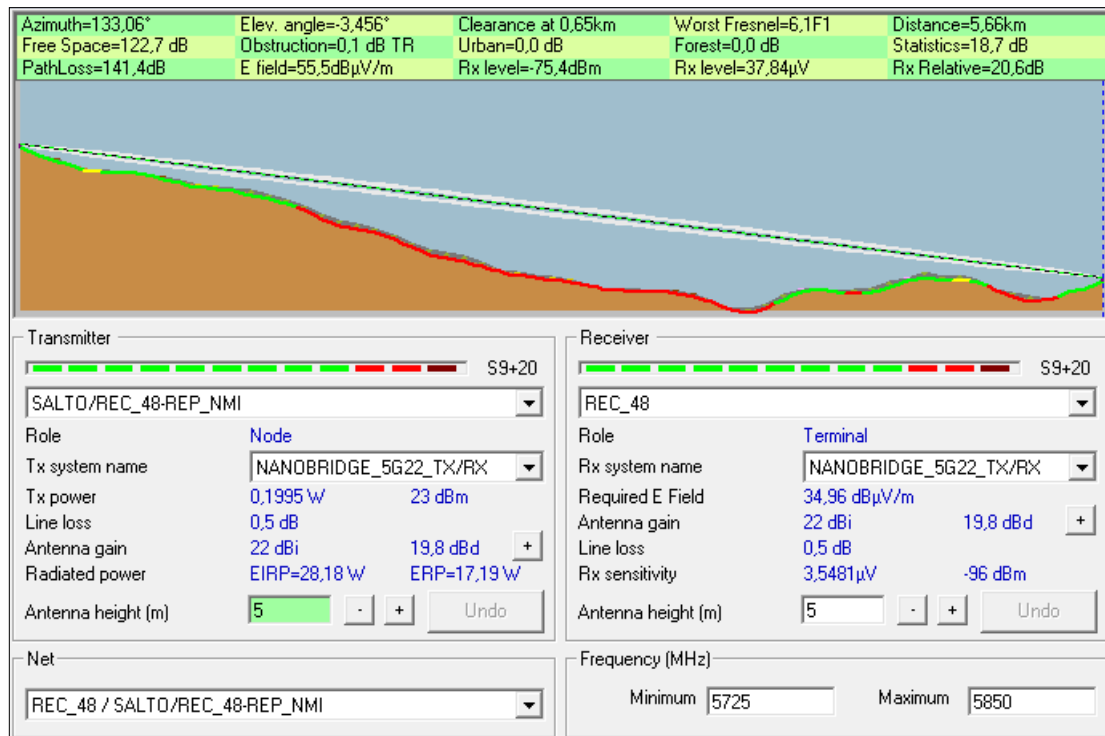 Azimuth=133,06° Elev. angle=-3,456° Clearance at 0,65km Worst Fresnel=6,1F1 Distance=5,66km
Free Space=122,7 dB Obstruction=0,1 dB TR Urban=0,0 dB Forest=0,0 dB Statistics=18,7 dB
PathLoss=141,4dB E field=55,5dBµV/m Rx level=-75,4dBm Rx level=37,84µV Rx Relative=20,6dB
Transmitter
S9+20
SALTO/REC_48-REP_NMI
Role Node
Tx system name NANOBRIDGE_5G22_TX/RX
Tx power 0,1995 W 23 dBm
Line loss 0,5 dB
Antenna gain 22 dBi 19,8 dBd +
Radiated power EIRP=28,18 W ERP=17,19 W
Antenna height (m) 5 - + Undo
Receiver
S9+20
REC_48
Role Terminal
Rx system name NANOBRIDGE_5G22_TX/RX
Required E Field 34,96 dBµV/m
Antenna gain 22 dBi 19,8 dBd +
Line loss 0,5 dB
Rx sensitivity 3,5481µV -96 dBm
Antenna height (m) 5 - + Undo
Net
REC_48 / SALTO/REC_48-REP_NMI
Frequency (MHz)
Minimum 5725 Maximum 5850